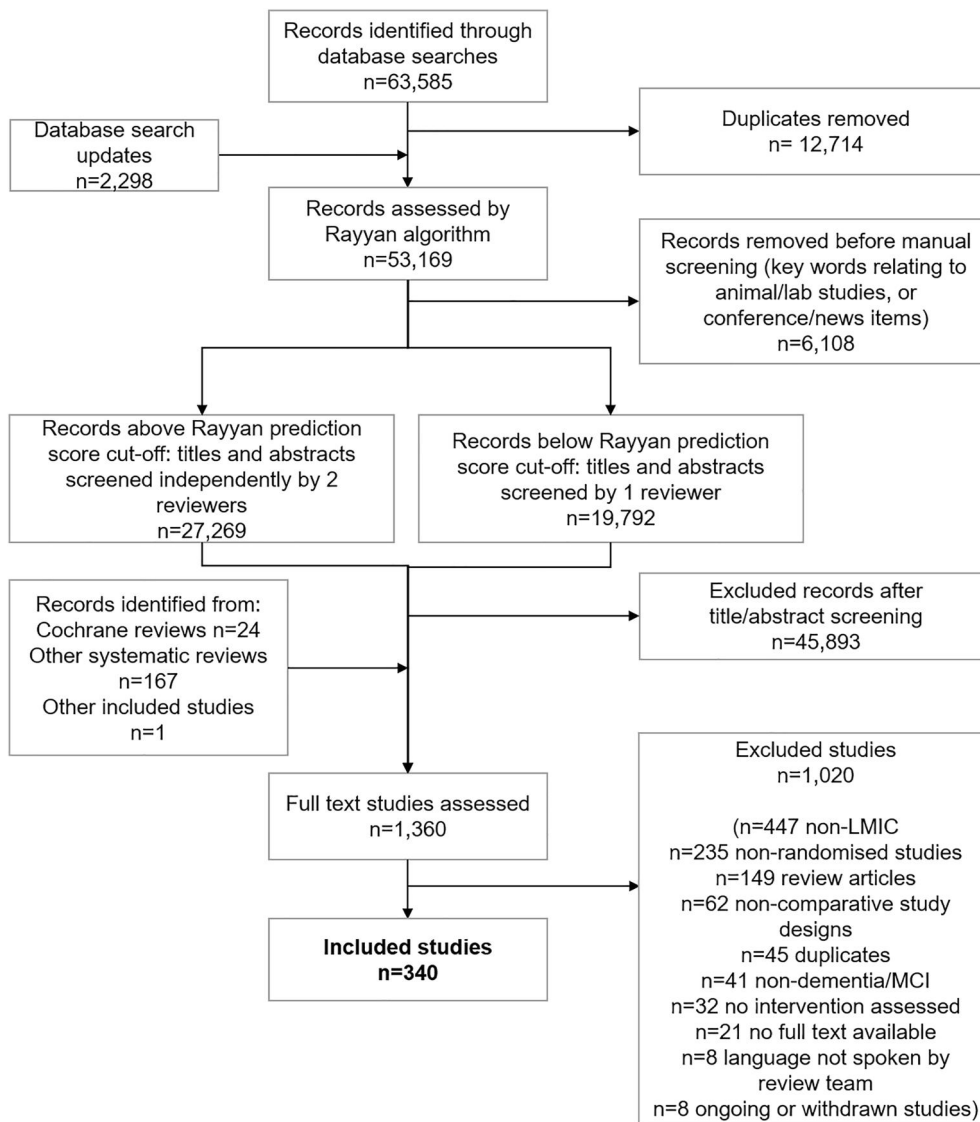 Records identified through
database searches
n=63,585
Duplicates removed
n= 12,714
Database search
updates
n=2,298
Records assessed by
Rayyan algorithm
n=53,169
Records removed before manual
screening (key words relating to
animal/lab studies, or
conference/news items)
n=6,108
Records above Rayyan prediction
score cut-off: titles and abstracts
screened independently by 2
reviewers
n=27,269
Records below Rayyan prediction
score cut-off: titles and abstracts
screened by 1 reviewer
n=19,792
Records identified from:
Cochrane reviews n=24
Other systematic reviews
n=167
Other included studies
n=1
Excluded records after
title/abstract screening
n=45,893
Full text studies assessed
n=1,360
Excluded studies
n=1,020
(n=447 non-LMIC
n=235 non-randomised studies
n=149 review articles
n=62 non-comparative study
designs
n=45 duplicates
n=41 non-dementia/MCI
n=32 no intervention assessed
n=21 no full text available
n=8 language not spoken by
review team
n=8 ongoing or withdrawn studies)
Included studies
n=340